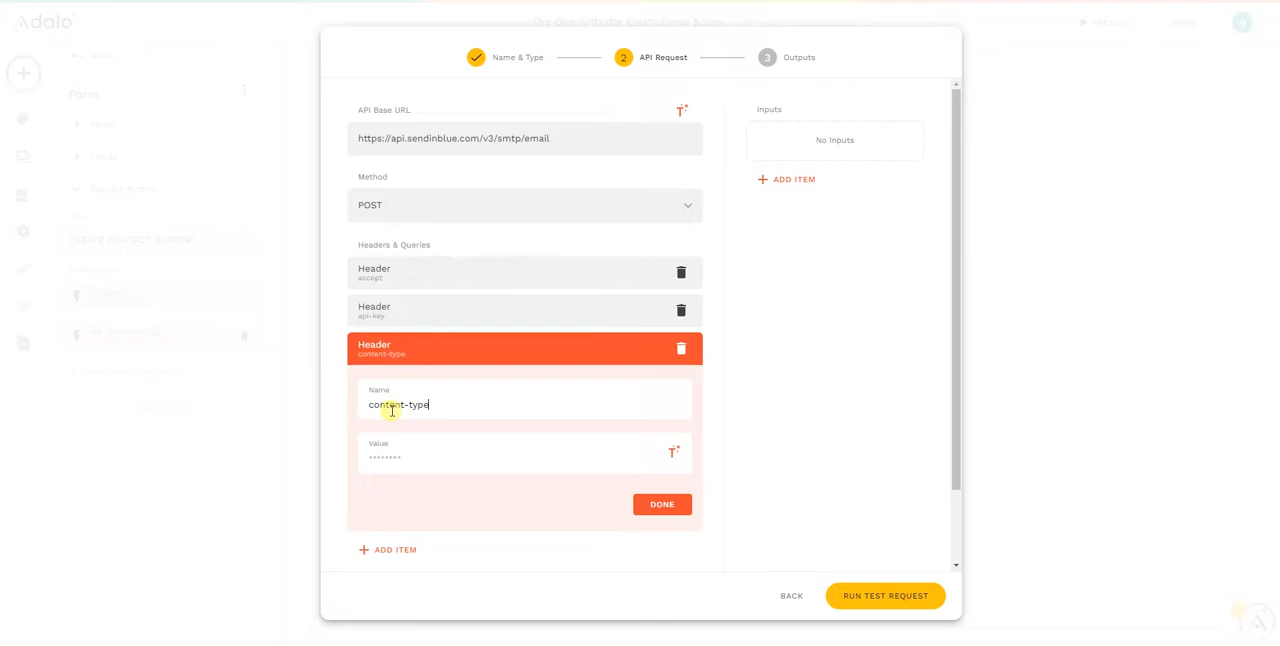 Adalo
Name & Type
2
API Request
3
Outputs
Form
API Base URL
https://api.sendinblue.com/v3/smtp/email
Method
POST
Headers & Queries
Header
accept
Header
api-key
Header
content-type
Name
content-type
Value
********
DONE
+ ADD ITEM
Inputs
No Inputs
+ ADD ITEM
BACK
RUN TEST REQUEST